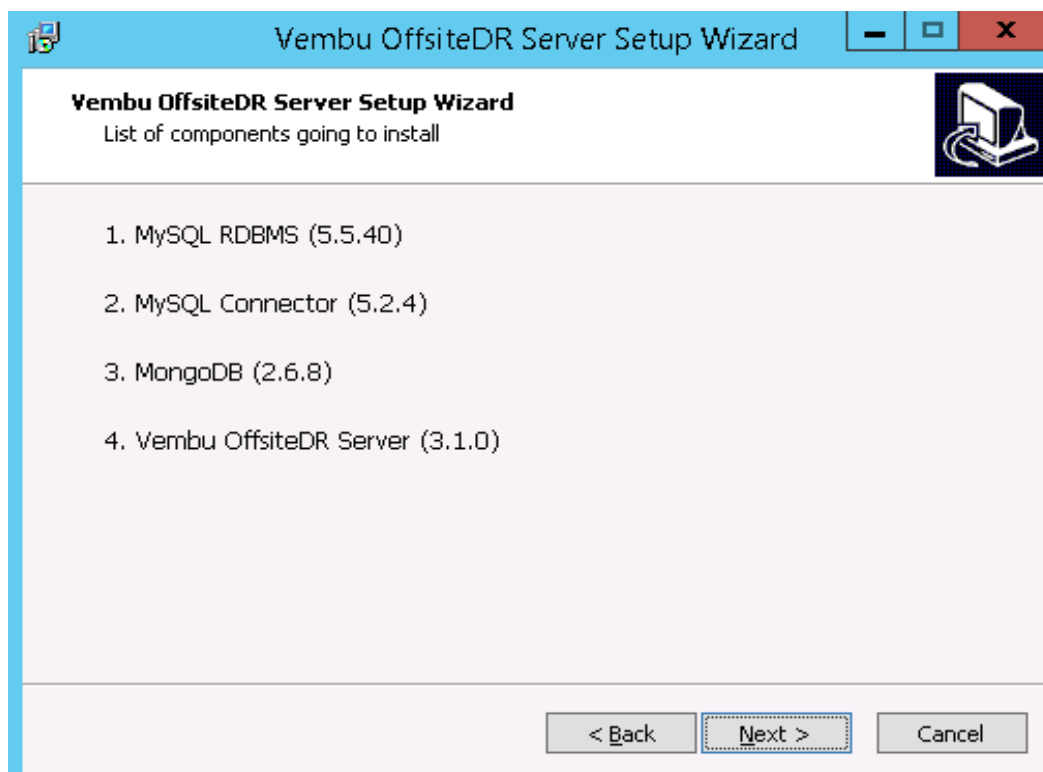 Vembu OffsiteDR Server Setup Wizard
Vembu OffsiteDR Server Setup Wizard
List of components going to install
1. MySQL RDBMS (5.5.40)
2. MySQL Connector (5.2.4)
3. MongoDB (2.6.8)
4. Vembu OffsiteDR Server (3.1.0)
< Back Next > Cancel